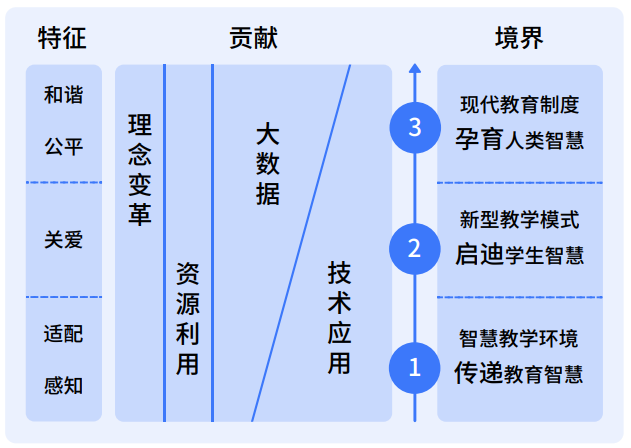 特征
贡献
境界
和谐
公平
关爱
适配
感知
理念变革
资源利用
大数据
技术应用
3
2
1
现代教育制度
孕育人类智慧
新型教学模式
启迪学生智慧
智慧教学环境
传递教育智慧